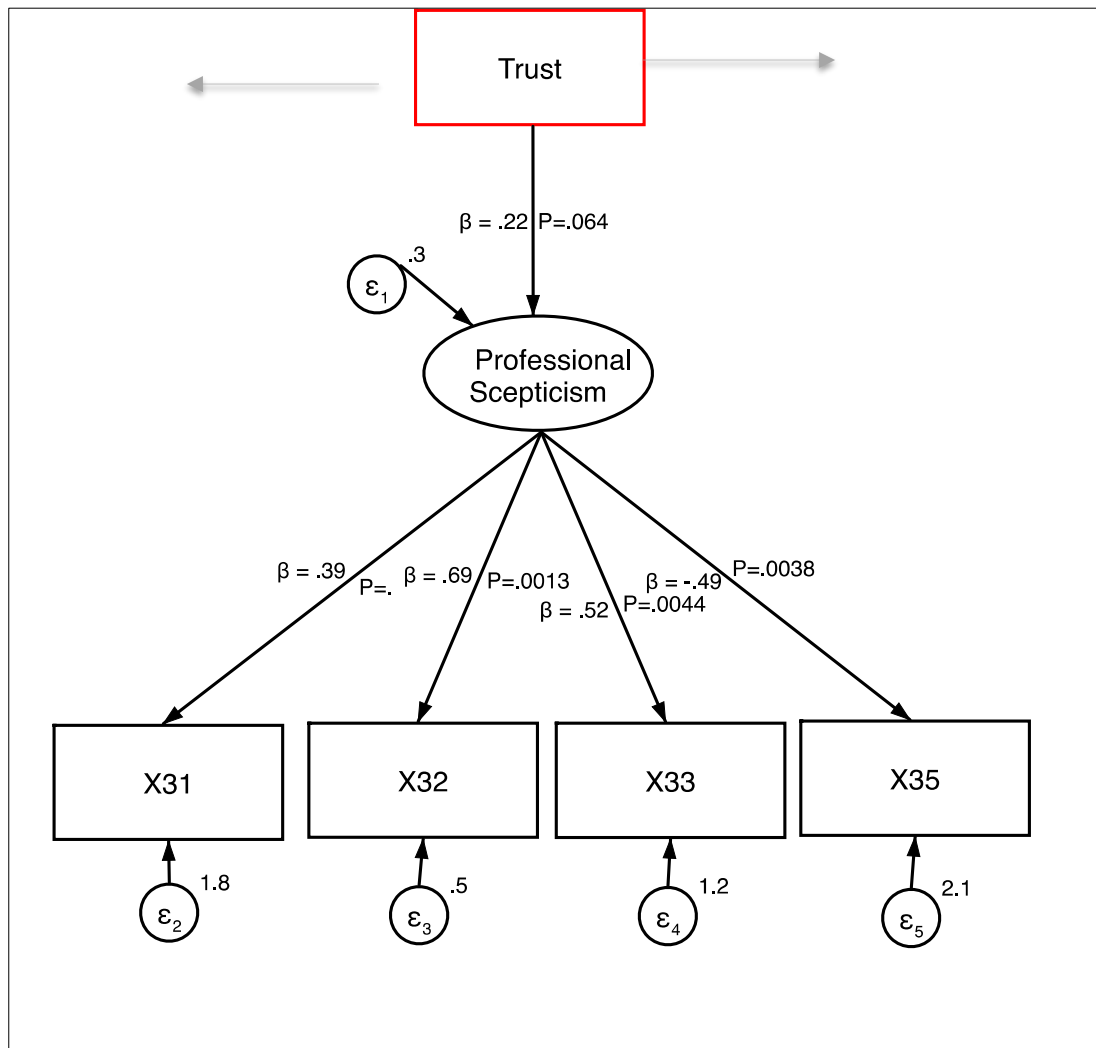 Trust
β = .22 P=.064
.3
ε1
Professional
Scepticism
β = .39 P=.
β = .69 P=.0013
β = .52 P=.0044
β = -.49 P=.0038
X31
X32
X33
X35
ε2 1.8
ε3 .5
ε4 1.2
ε5 2.1